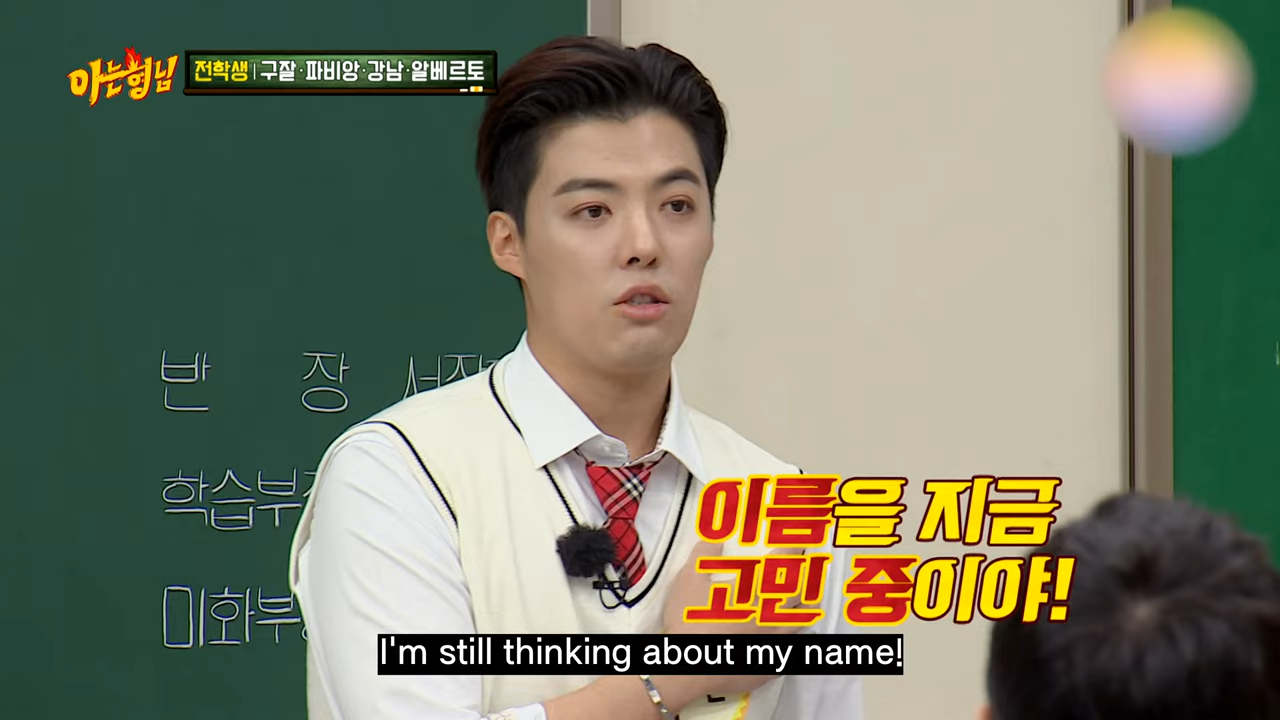 아는형님
전학생 | 구잘·파비앙·강남·알베르토
반 장 서장
학습부
미화부
이름을 지금
고민 중이야!
I'm still thinking about my name!